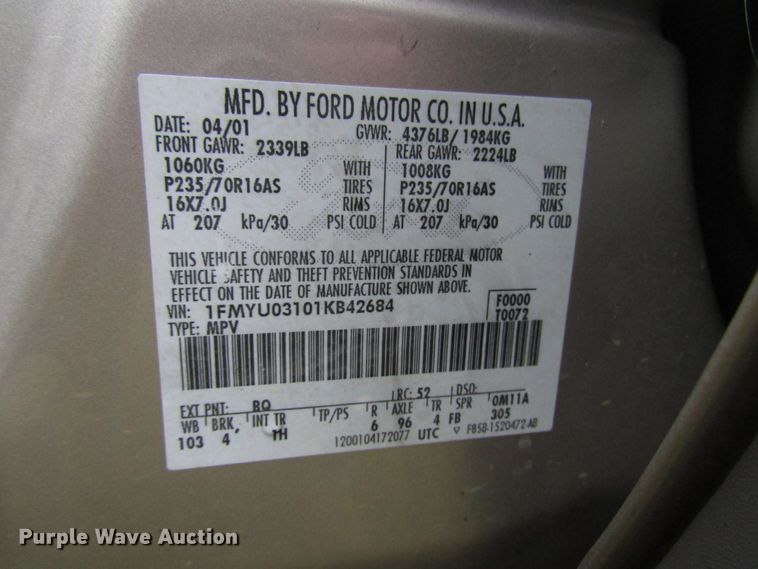 MFD. BY FORD MOTOR CO. IN U.S.A.
DATE: 04/01 GVWR: 4376LB/ 1984KG
FRONT GAWR: 2339LB REAR GAWR: 2224LB
1060KG WITH 1008KG WITH
P235/70R16AS TIRES P235/70R16AS TIRES
16X7.0J RIMS 16X7.0J RIMS
AT 207 kPa/30 PSI COLD AT 207 kPa/30 PSI COLD
THIS VEHICLE CONFORMS TO ALL APPLICABLE FEDERAL MOTOR
VEHICLE SAFETY AND THEFT PREVENTION STANDARDS IN
EFFECT ON THE DATE OF MANUFACTURE SHOWN ABOVE.
VIN: 1FMYU03101KB42684 F0000
TYPE: MPV T0072
EXT PNT: BQ RC: 52 DSO:
WB BRK INT TR TP/PS R AXLE TR SPR 0M11A
103 4 TH 6 96 4 FB 305
1200104172077 UTC F85B-1520472-AB
Purple Wave Auction